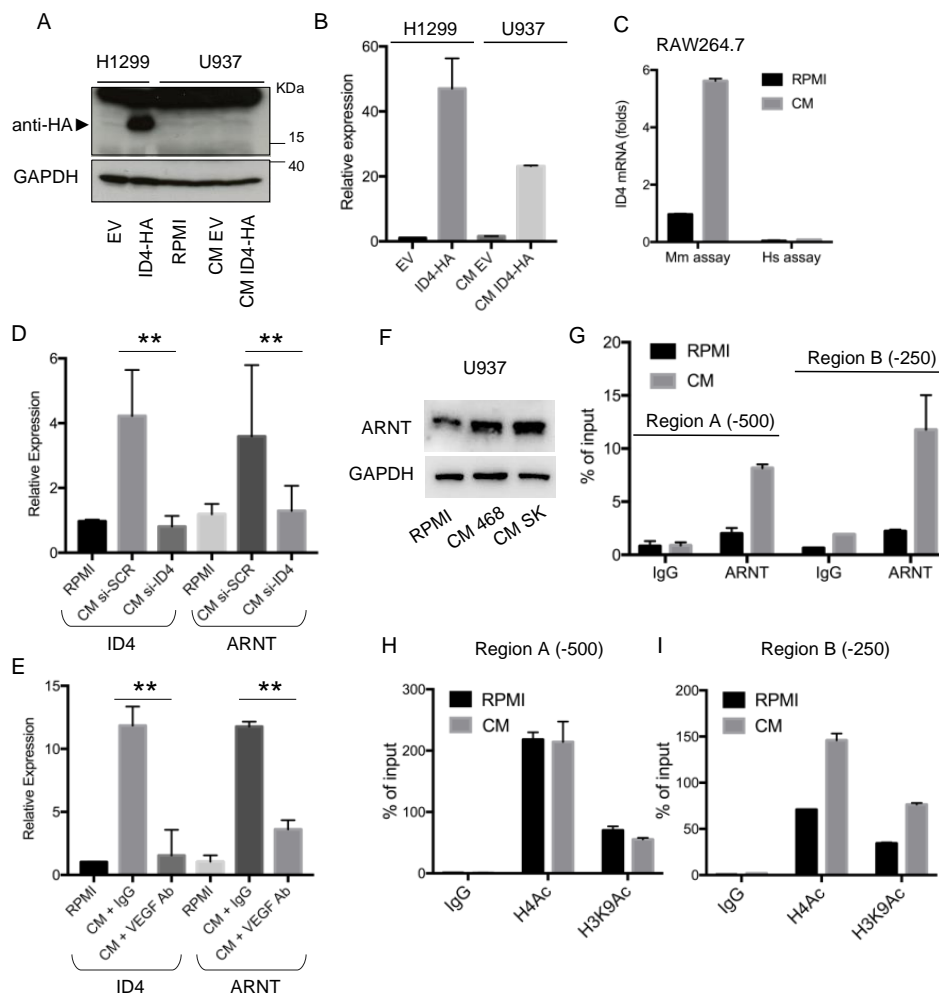 A
H1299 U937
KDa
anti-HA
15
40
GAPDH
EV
ID4-HA
RPMI
CM EV
CM ID4-HA
B
H1299 U937
Relative expression
60
40
20
0
EV
ID4-HA
CM EV
CM ID4-HA
C
RAW264.7
RPMI
CM
ID4 mRNA (folds)
6
4
2
0
Mm assay Hs assay
D
** **
Relative Expression
6
4
2
0
RPMI
CM si-SCR
CM si-ID4
RPMI
CM si-SCR
CM si-ID4
ID4 ARNT
E
** **
Relative Expression
15
10
5
0
RPMI
CM + IgG
CM + VEGF Ab
RPMI
CM + IgG
CM + VEGF Ab
ID4 ARNT
F
U937
ARNT
GAPDH
RPMI
CM 468
CM SK
G
RPMI
CM
Region B (-250)
Region A (-500)
% of input
20
15
10
5
0
IgG ARNT IgG ARNT
H
Region A (-500)
RPMI
CM
% of input
300
200
100
0
IgG
H4Ac
H3K9Ac
I
Region B (-250)
RPMI
CM
% of input
200
150
100
50
0
IgG
H4Ac
H3K9Ac